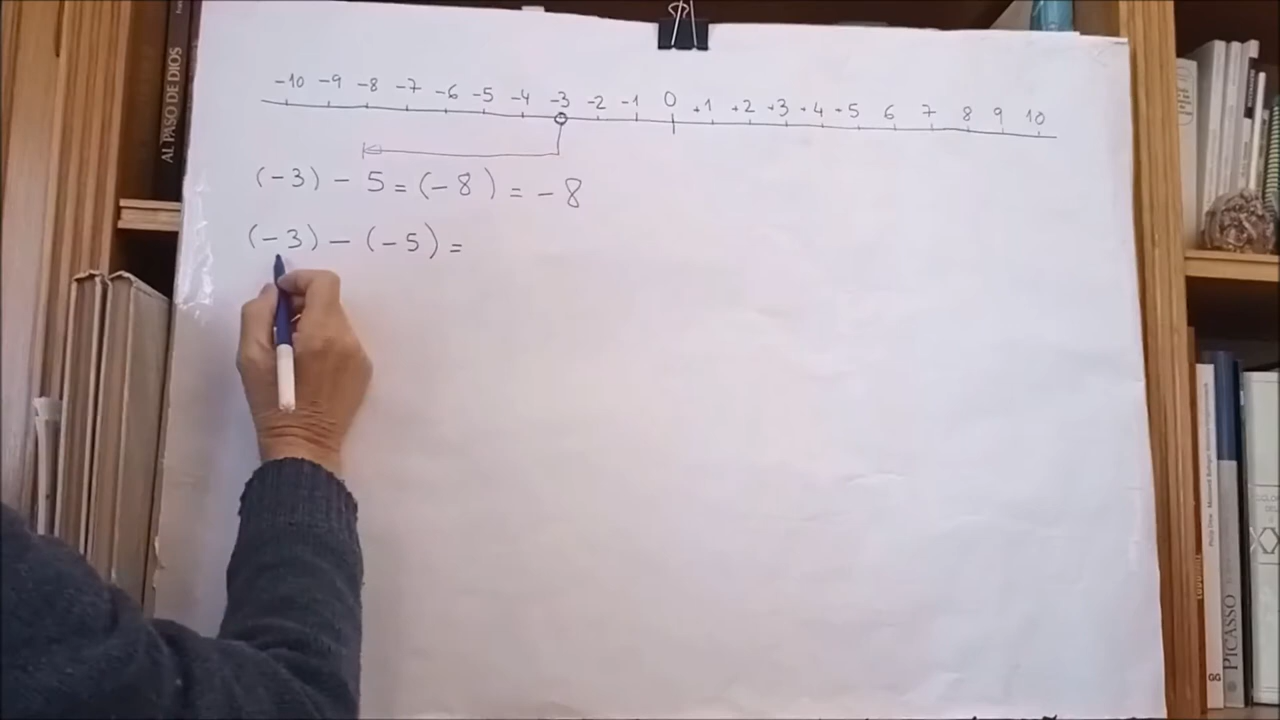 -10 -9 -8 -7 -6 -5 -4 -3 -2 -1 0 +1 +2 +3 +4 +5 6 7 8 9 10
(-3) - 5 = (-8) = -8
(-3) - (-5) =
AL PASO DE DIOS
PICASSO
GG